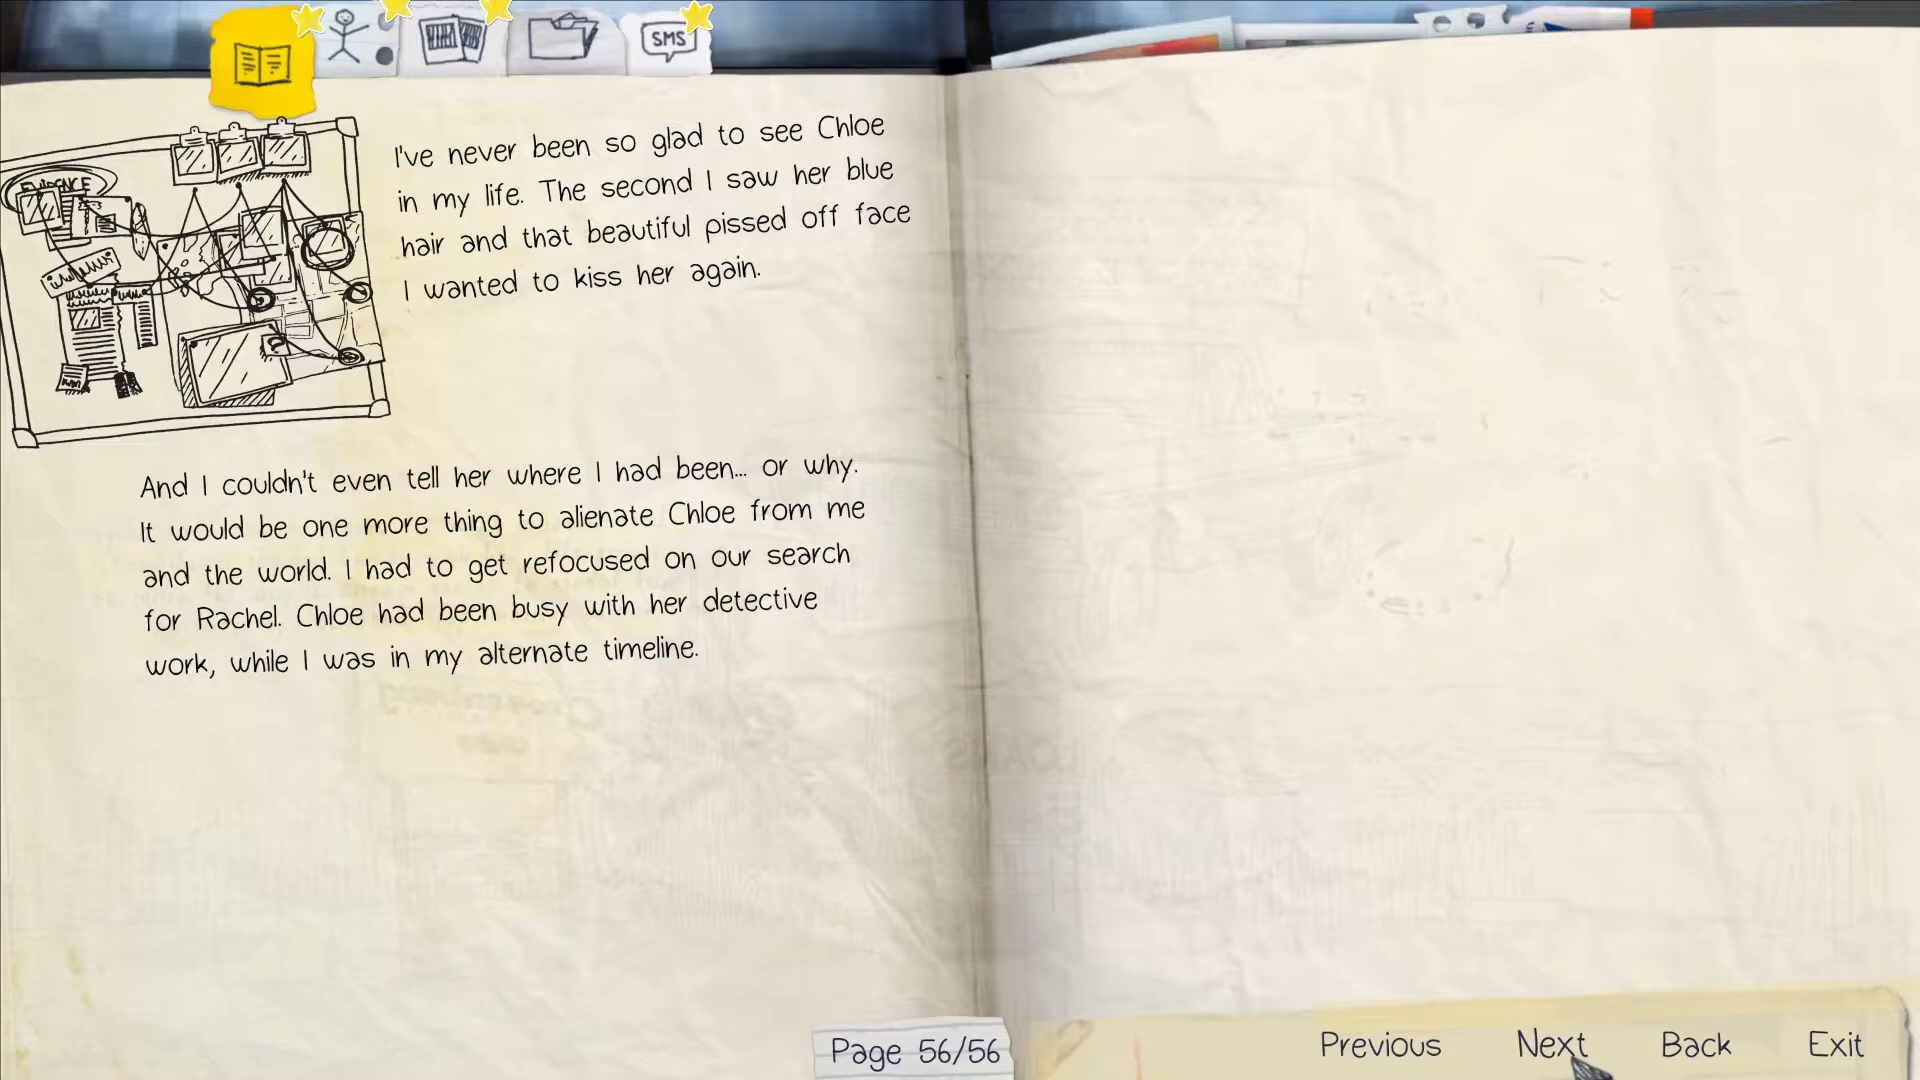 SMS
EVIDENCE
I've never been so glad to see Chloe
in my life. The second I saw her blue
hair and that beautiful pissed off face
I wanted to kiss her again.
And I couldn't even tell her where I had been... or why.
It would be one more thing to alienate Chloe from me
and the world. I had to get refocused on our search
for Rachel. Chloe had been busy with her detective
work, while I was in my alternate timeline.
Page 56/56
Previous
Next
Back
Exit